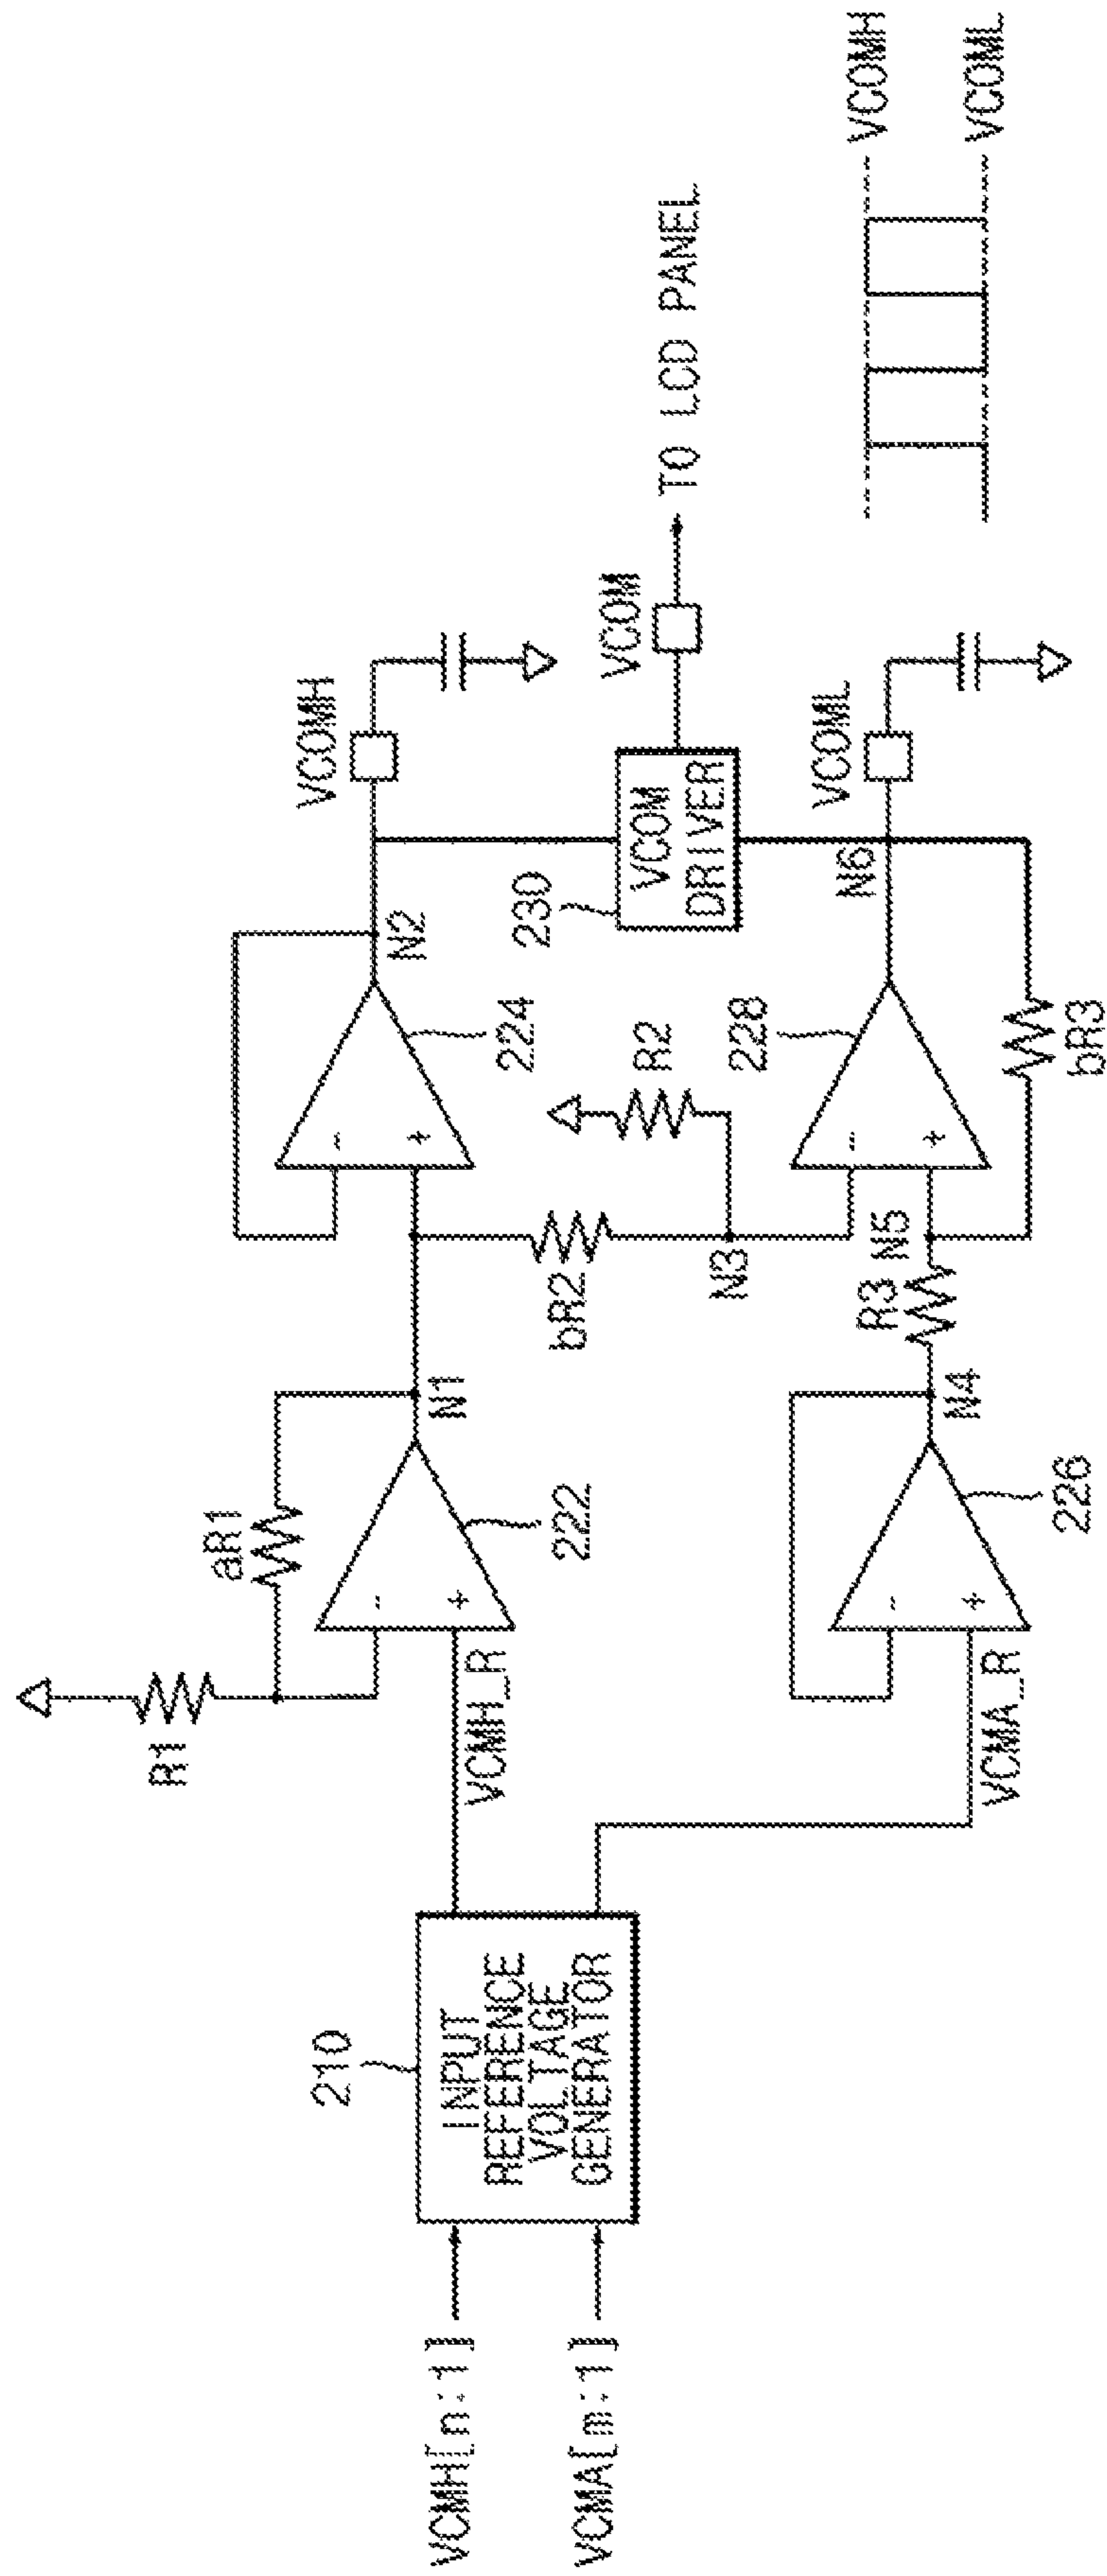 VCMH[n:1]
VCMA[m:1]
210
INPUT
REFERENCE
VOLTAGE
GENERATOR
R1
aR1
VCMH_R
-
+
222
N1
VCMA_R
-
+
226
N4
bR2
N3
R2
R3
N5
-
+
224
N2
-
+
228
bR3
N6
230
VCOM
DRIVER
VCOMH
VCOM
VCOML
TO LCD PANEL
VCOMH
VCOML